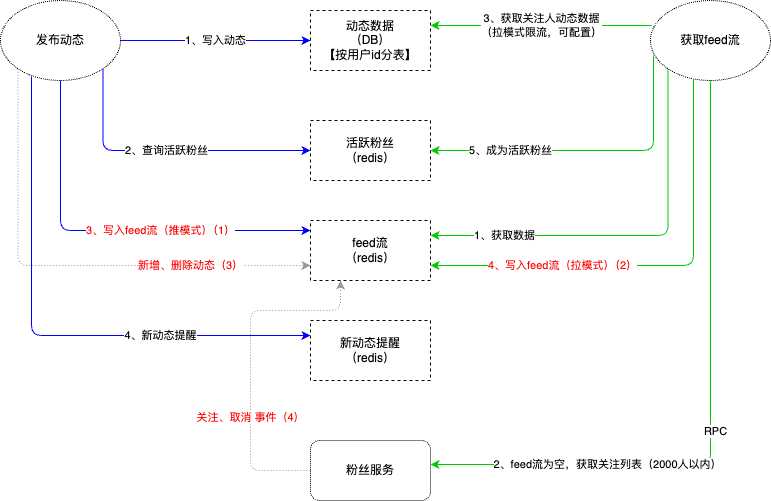 发布动态
1、写入动态
动态数据
（DB）
【按用户id分表】
3、获取关注人动态数据
（拉模式限流，可配置）
获取feed流
2、查询活跃粉丝
活跃粉丝
（redis）
5、成为活跃粉丝
3、写入feed流（推模式）（1）
feed流
（redis）
1、获取数据
新增、删除动态（3）
4、写入feed流（拉模式）（2）
4、新动态提醒
新动态提醒
（redis）
关注、取消 事件（4）
RPC
粉丝服务
2、feed流为空，获取关注列表（2000人以内）